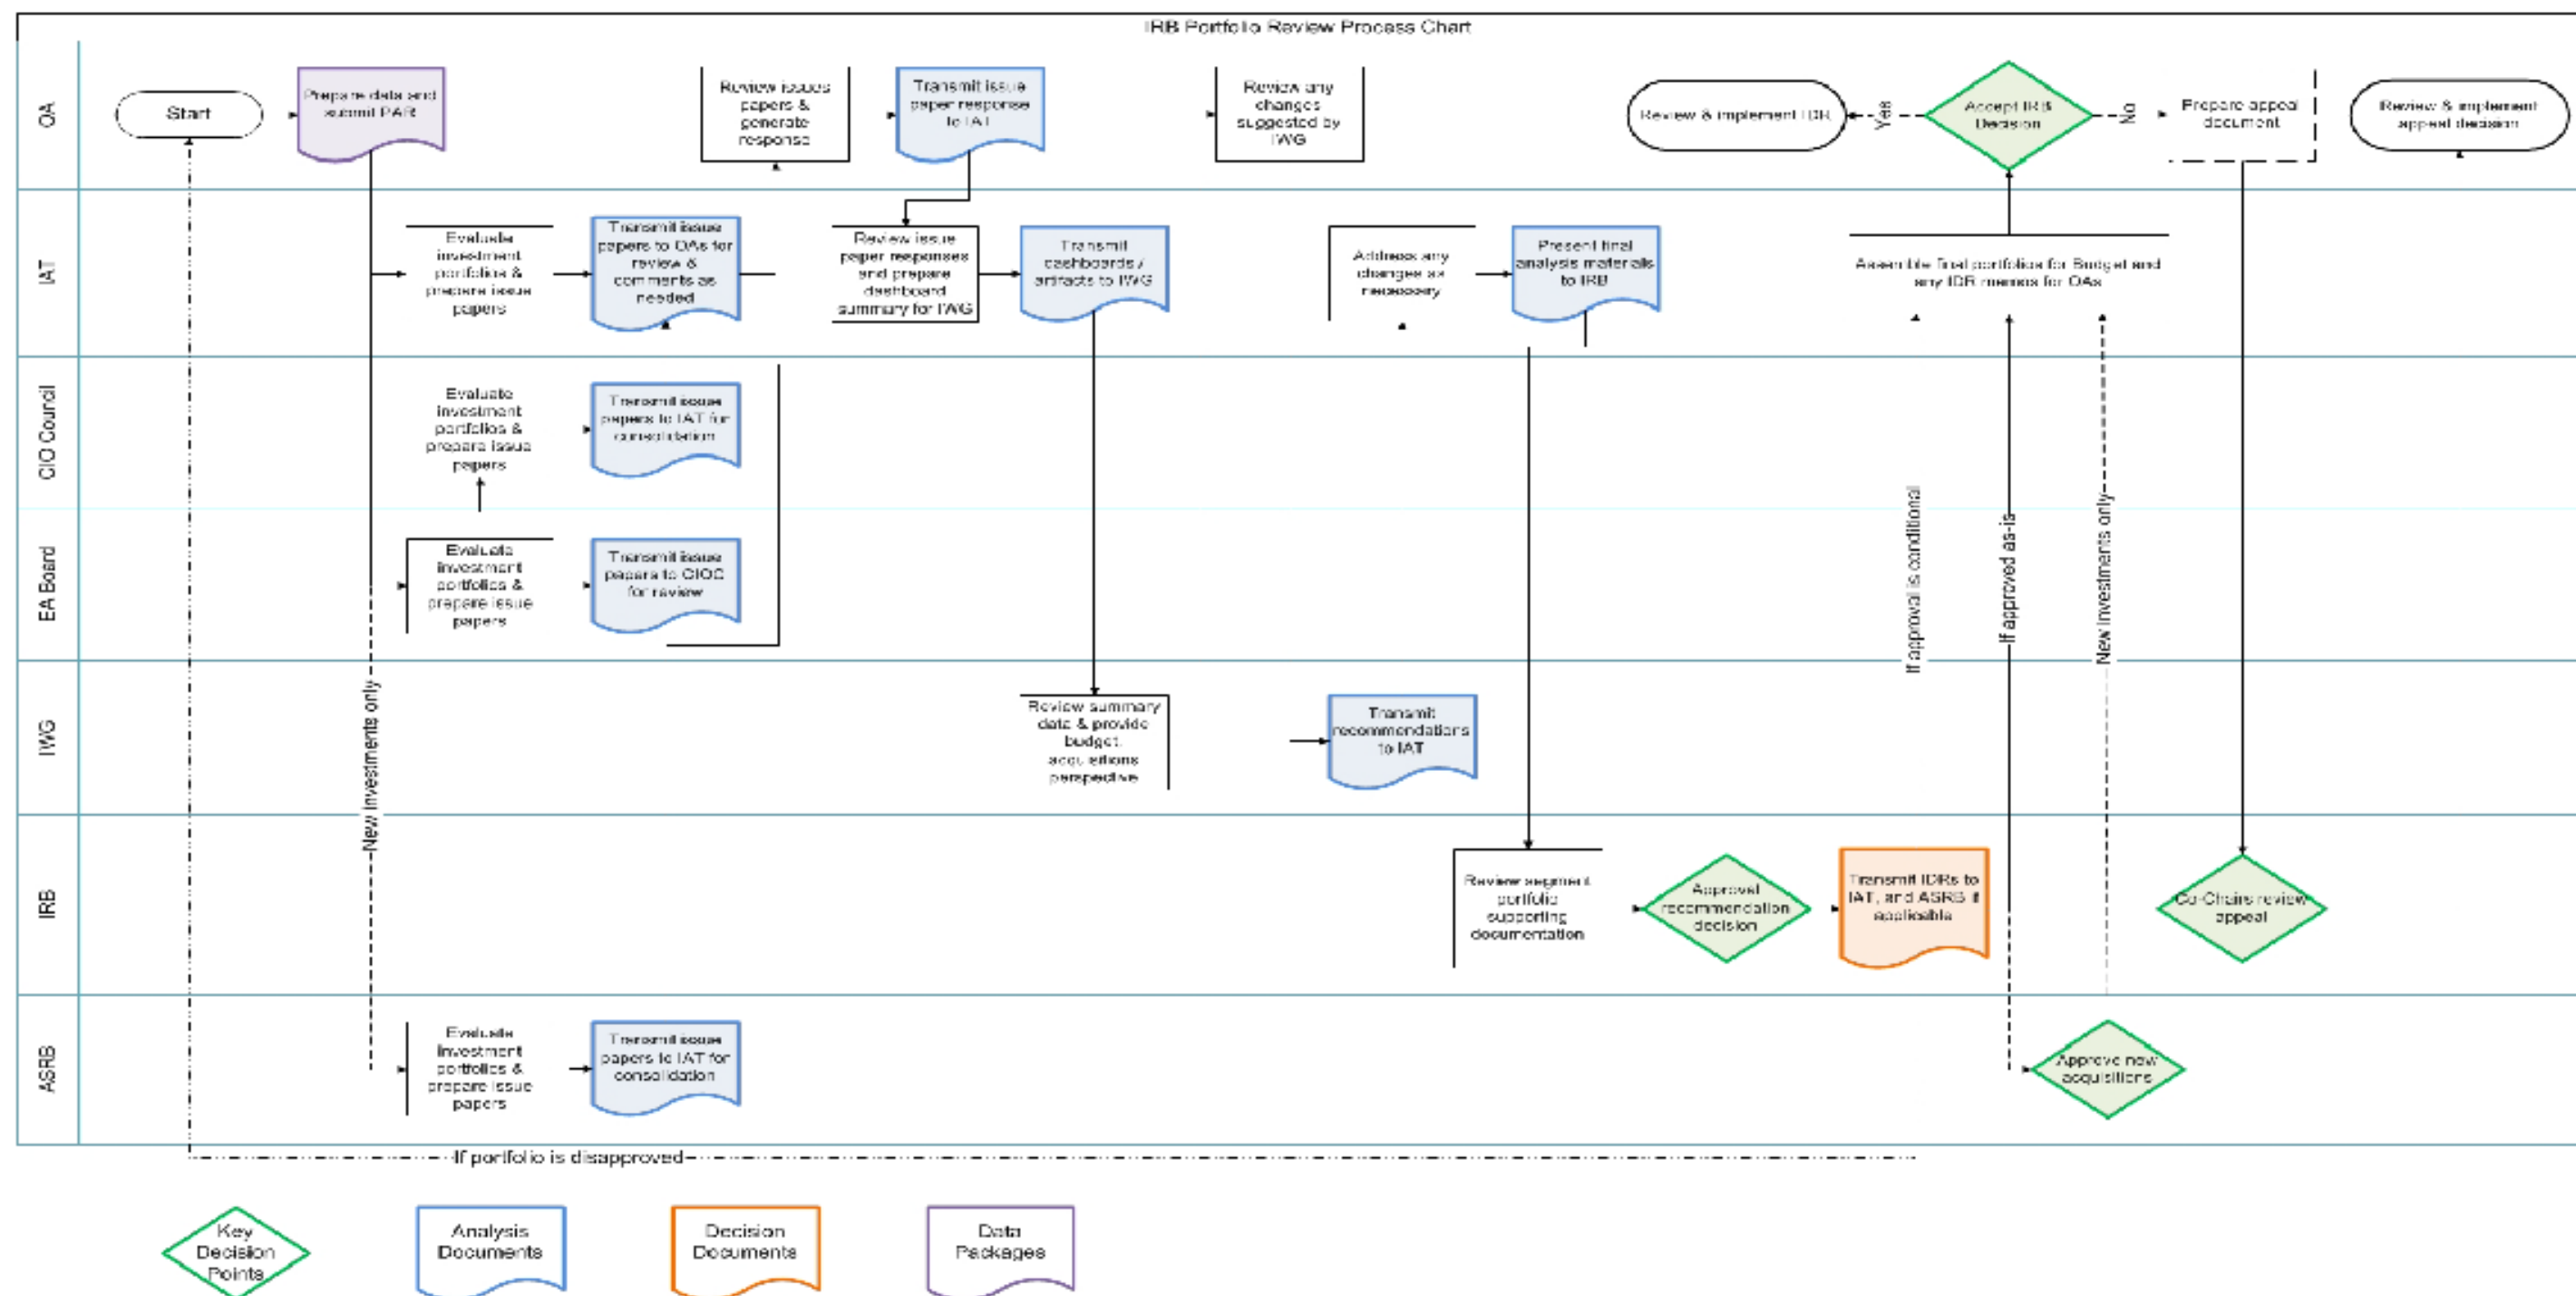 IRB Portfolio Review Process Chart
OA
Start
Prepare data and
submit PAR
Review issues
papers &
generate
response
Transmit issue
paper response
to IAT
Review any
changes
suggested by
IWG
Review & implement IDR
Yes
Accept IRB
Decision
No
Prepare appeal
document
Review & implement
appeal decision
IAT
Evaluate
investment
portfolios &
prepare issue
papers
Transmit issue
papers to OAs for
review &
comments as
needed
Review issue
paper responses
and prepare
dashboard
summary for IWG
Transmit
dashboards /
artifacts to IWG
Address any
changes as
necessary
Present final
analysis materials
to IRB
Assemble final portfolios for Budget and
any IDR memos for OAs
CIO Council
Evaluate
investment
portfolios &
prepare issue
papers
Transmit issue
papers to IAT for
consolidation
EA Board
Evaluate
investment
portfolios &
prepare issue
papers
Transmit issue
papers to CIOC
for review
If approval is conditional
If approved as-is
New investments only
IWG
New investments only
Review summary
data & provide
budget,
acquisitions
perspective
Transmit
recommendations
to IAT
IRB
Review segment
portfolio
supporting
documentation
Approval
recommendation
decision
Transmit IDRs to
IAT, and ASRB if
applicable
Co-Chairs review
appeal
ASRB
Evaluate
investment
portfolios &
prepare issue
papers
Transmit issue
papers to IAT for
consolidation
Approve new
acquisitions
If portfolio is disapproved
Key
Decision
Points
Analysis
Documents
Decision
Documents
Data
Packages